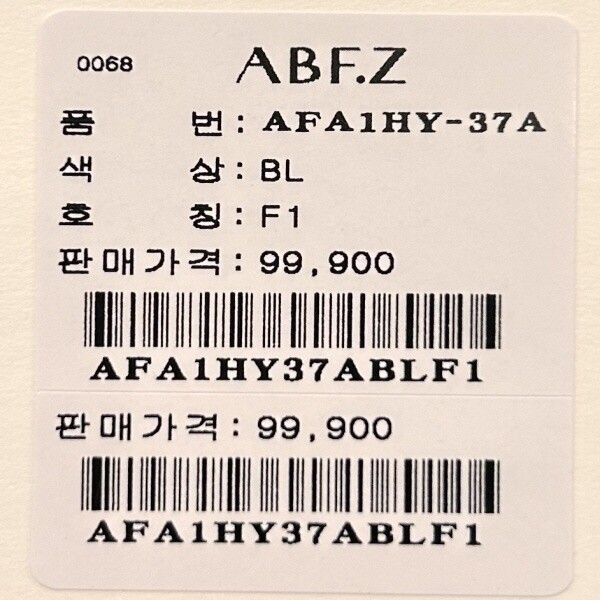 0068 ABF.Z
품 번 : AFA1HY-37A
색 상 : BL
호 칭 : F1
판매가격 : 99,900
AFA1HY37ABLF1
판매가격 : 99,900
AFA1HY37ABLF1